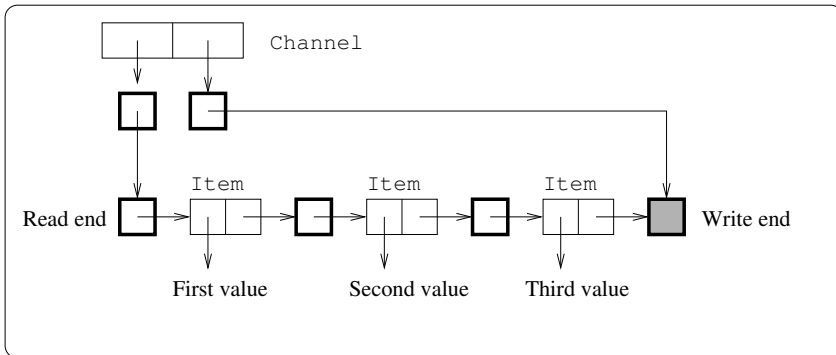 Channel
Item Item Item
Read end Write end
First value Second value Third value